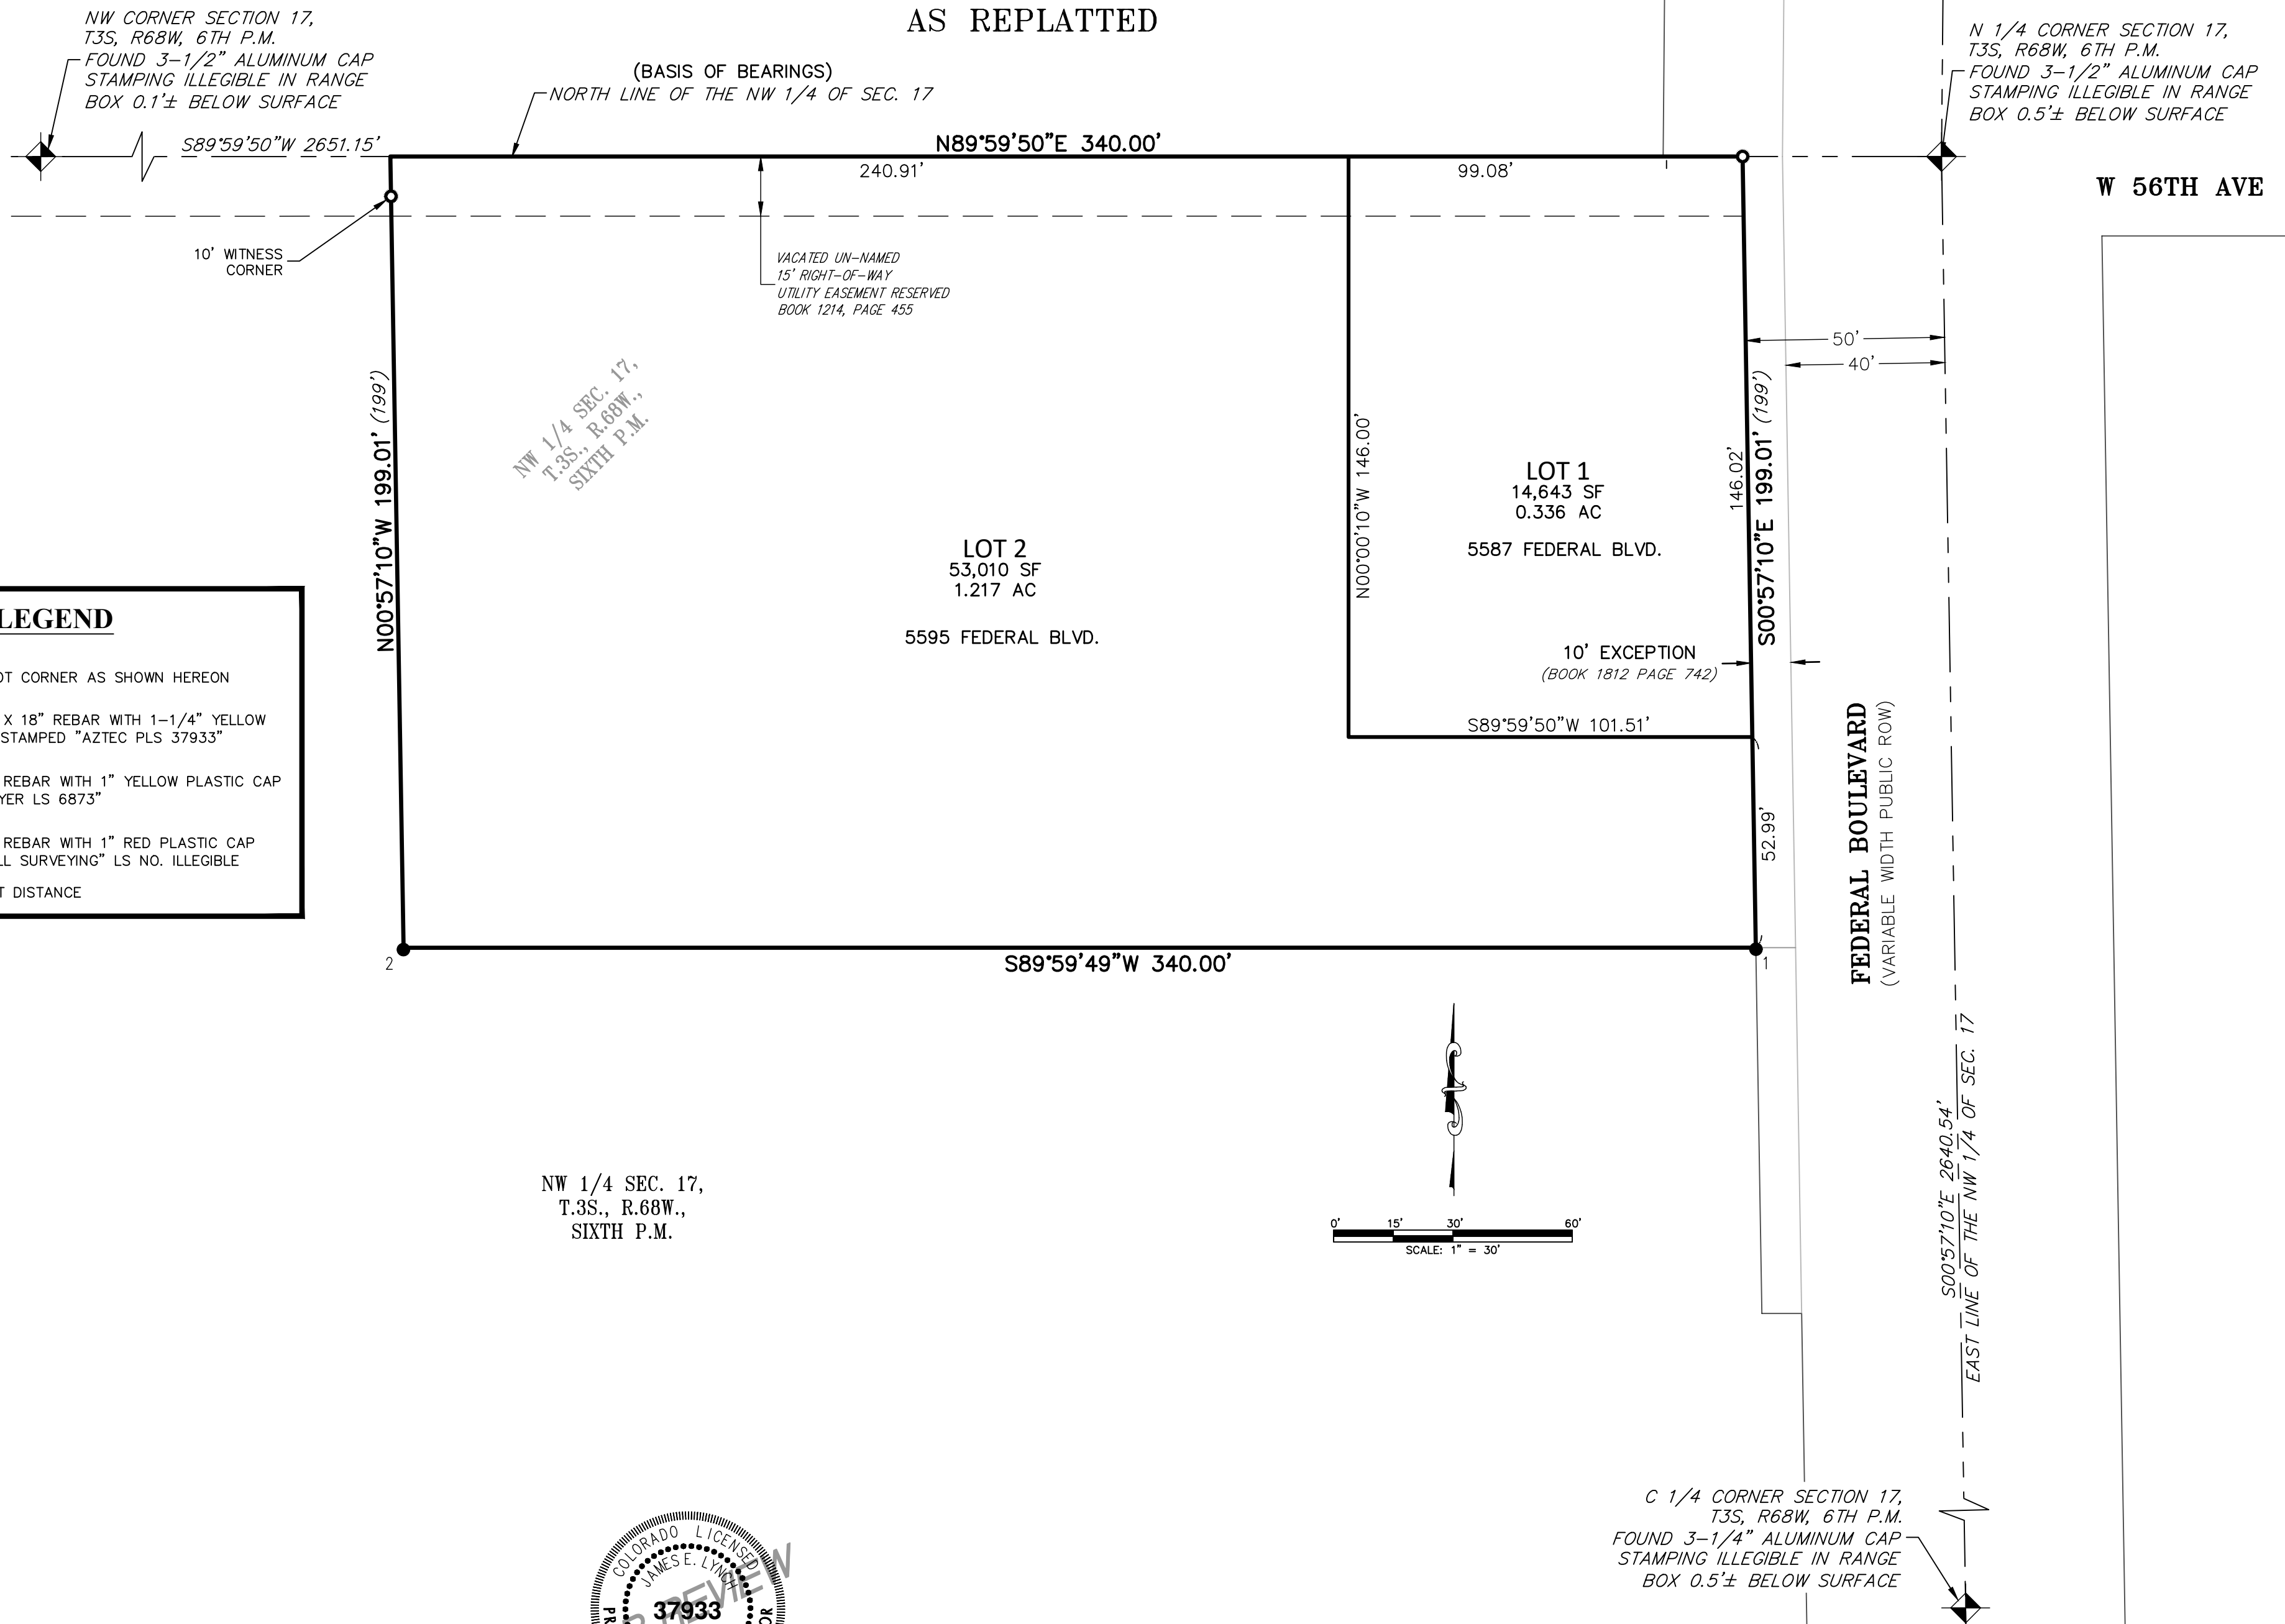 AS REPLATTED
NW CORNER SECTION 17,
T3S, R68W, 6TH P.M.
FOUND 3-1/2" ALUMINUM CAP
STAMPING ILLEGIBLE IN RANGE
BOX 0.1'± BELOW SURFACE
(BASIS OF BEARINGS)
NORTH LINE OF THE NW 1/4 OF SEC. 17
N 1/4 CORNER SECTION 17,
T3S, R68W, 6TH P.M.
FOUND 3-1/2" ALUMINUM CAP
STAMPING ILLEGIBLE IN RANGE
BOX 0.5'± BELOW SURFACE
S89°59'50"W 2651.15'
N89°59'50"E 340.00'
240.91'
99.08'
W 56TH AVE
10' WITNESS
CORNER
VACATED UN-NAMED
15' RIGHT-OF-WAY
UTILITY EASEMENT RESERVED
BOOK 1214, PAGE 455
50'
40'
NW 1/4 SEC. 17,
T.3S., R.68W.,
SIXTH P.M.
N00°57'10"W 199.01' (199')
N00°00'10"W 146.00'
LOT 1
14,643 SF
0.336 AC
5587 FEDERAL BLVD.
146.02'
S00°57'10"E 199.01' (199')
LOT 2
53,010 SF
1.217 AC
5595 FEDERAL BLVD.
10' EXCEPTION
(BOOK 1812 PAGE 742)
S89°59'50"W 101.51'
52.99'
FEDERAL BOULEVARD
(VARIABLE WIDTH PUBLIC ROW)
LEGEND
OT CORNER AS SHOWN HEREON
X 18" REBAR WITH 1-1/4" YELLOW
STAMPED "AZTEC PLS 37933"
REBAR WITH 1" YELLOW PLASTIC CAP
YER LS 6873"
REBAR WITH 1" RED PLASTIC CAP
LL SURVEYING" LS NO. ILLEGIBLE
T DISTANCE
2
S89°59'49"W 340.00'
1
S00°57'10"E 2640.54'
EAST LINE OF THE NW 1/4 OF SEC. 17
NW 1/4 SEC. 17,
T.3S., R.68W.,
SIXTH P.M.
0' 15' 30' 60'
SCALE: 1" = 30'
C 1/4 CORNER SECTION 17,
T3S, R68W, 6TH P.M.
FOUND 3-1/4" ALUMINUM CAP
STAMPING ILLEGIBLE IN RANGE
BOX 0.5'± BELOW SURFACE
COLORADO LICENSED
JAMES E. LYNCH
37933
REVIEW